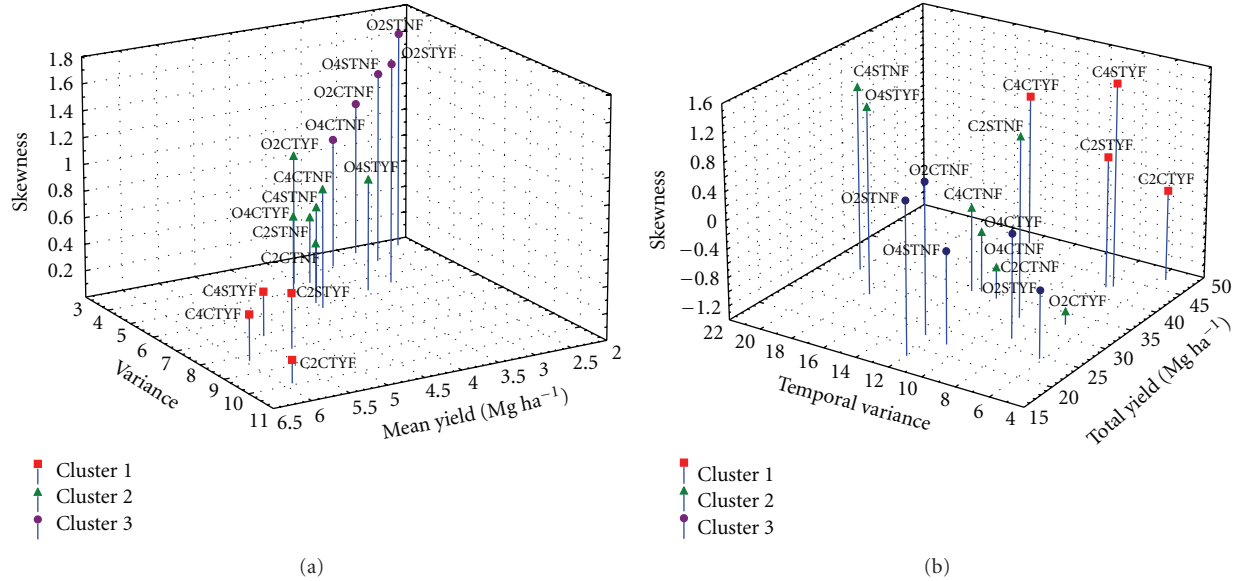 1.8
1.6
1.4
1.2
1
0.8
0.6
0.4
0.2
Skewness
3
4
5
6
7
8
9
10
11
Variance
6.5
6
5.5
5
4.5
4
3.5
3
2.5
2
Mean yield (Mg ha⁻¹)
O2STNF
O2STYF
O4STNF
O2CTNF
O4CTNF
O2CTYF
O4STYF
C4CTNF
C4STNF
O4CTYF
C2STNF
C2CTNF
C4STYF
C2STYF
C4CTYF
C2CTYF
Cluster 1
Cluster 2
Cluster 3
(a)
1.6
1.2
0.8
0.4
0
−0.4
−0.8
−1.2
Skewness
22
20
18
16
14
12
10
8
6
4
Temporal variance
15
20
25
30
35
40
45
50
Total yield (Mg ha⁻¹)
C4STNF
O4STYF
C4CTYF
C4STYF
C2STNF
C2STYF
C2CTYF
O2CTNF
O2STNF
C4CTNF
O4CTYF
O4STNF
O4CTNF
C2CTNF
O2STYF
O2CTYF
Cluster 1
Cluster 2
Cluster 3
(b)